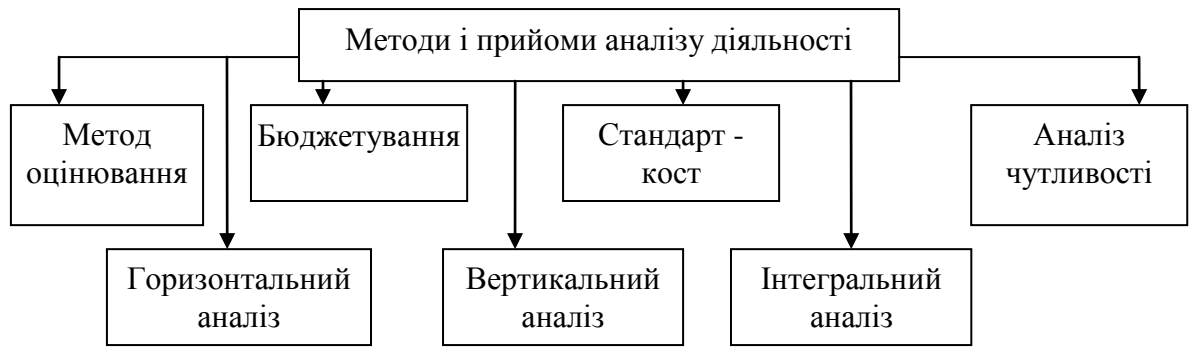 Методи і прийоми аналізу діяльності
Метод
оцінювання
Бюджетування
Стандарт -
кост
Аналіз
чутливості
Горизонтальний
аналіз
Вертикальний
аналіз
Інтегральний
аналіз